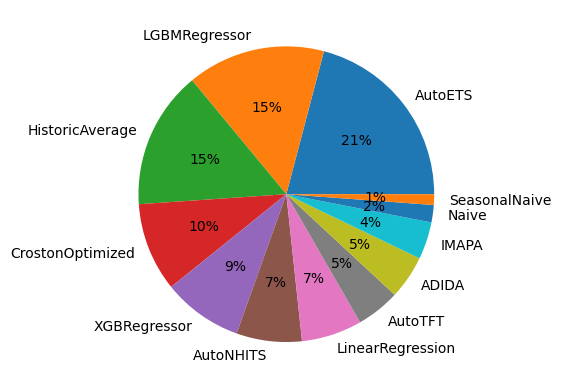 LGBMRegressor
AutoETS
15%
21%
HistoricAverage
15%
1%
SeasonalNaive
2%
Naive
10%
4%
IMAPA
CrostonOptimized
9%
5%
5%
7%
7%
ADIDA
XGBRegressor
AutoTFT
AutoNHITS
LinearRegression